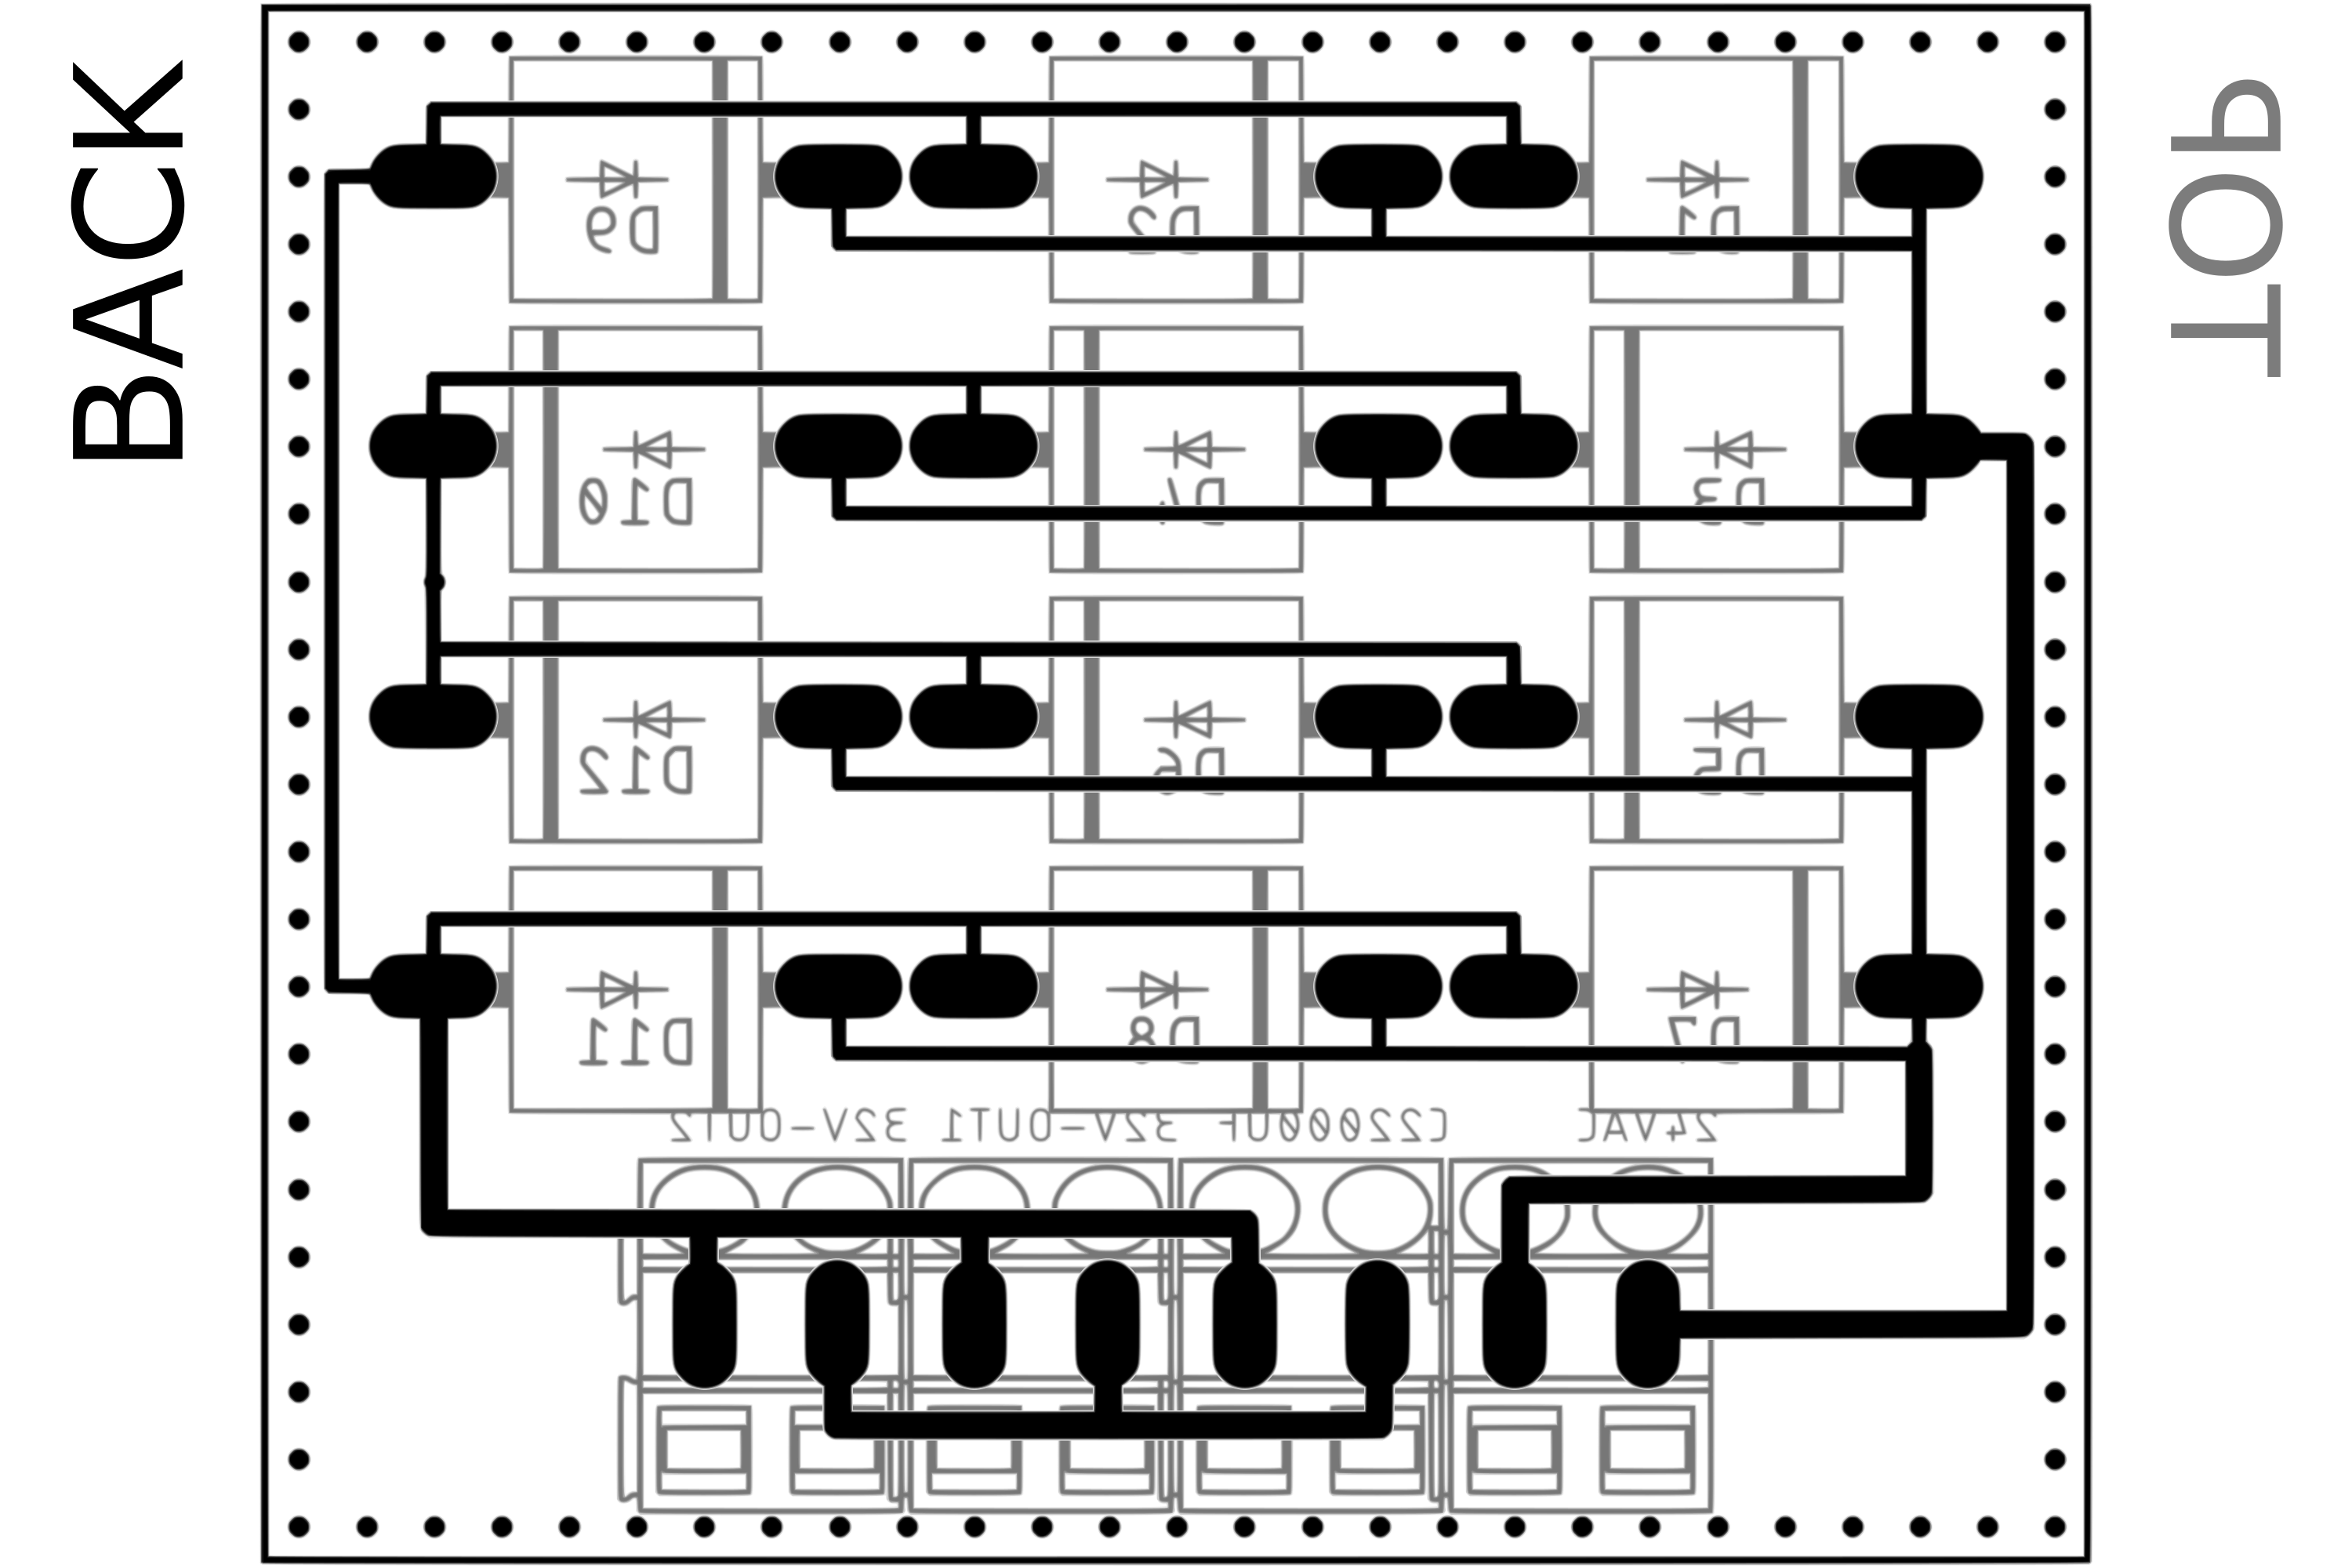 BACK
TOP
D9
D2
D1
D10
D4
D3
D12
D6
D5
D11
D8
D7
32V-OUT2
32V-OUT1
C22000UF
24VAC